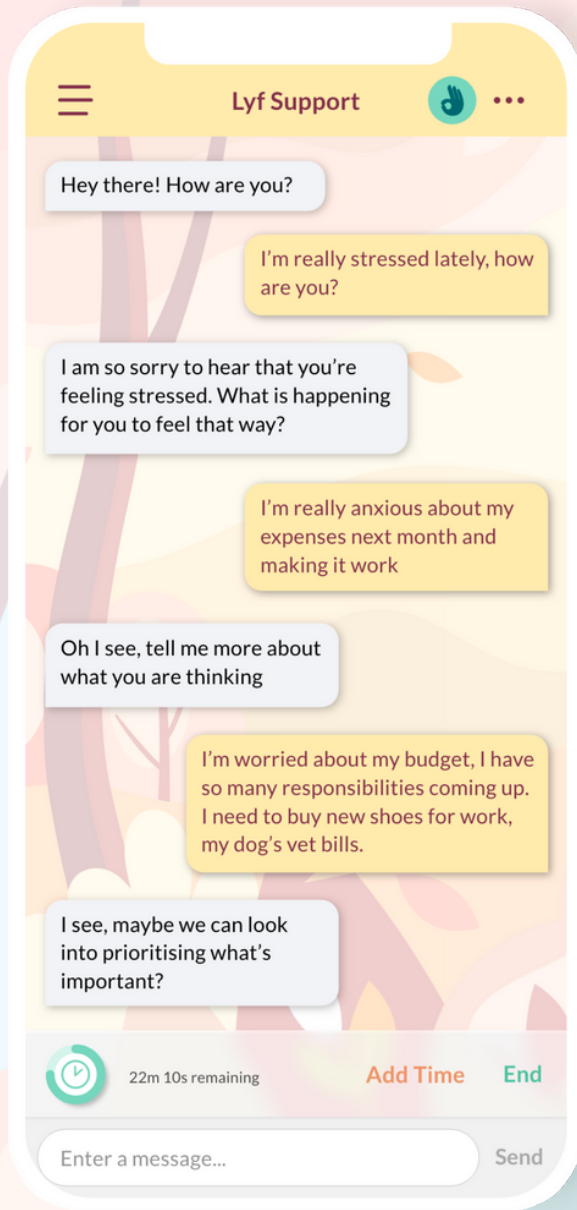 Lyf Support
Hey there! How are you?
I'm really stressed lately, how
are you?
I am so sorry to hear that you're
feeling stressed. What is happening
for you to feel that way?
I'm really anxious about my
expenses next month and
making it work
Oh I see, tell me more about
what you are thinking
I'm worried about my budget, I have
so many responsibilities coming up.
I need to buy new shoes for work,
my dog's vet bills.
I see, maybe we can look
into prioritising what's
important?
22m 10s remaining Add Time End
Enter a message... Send